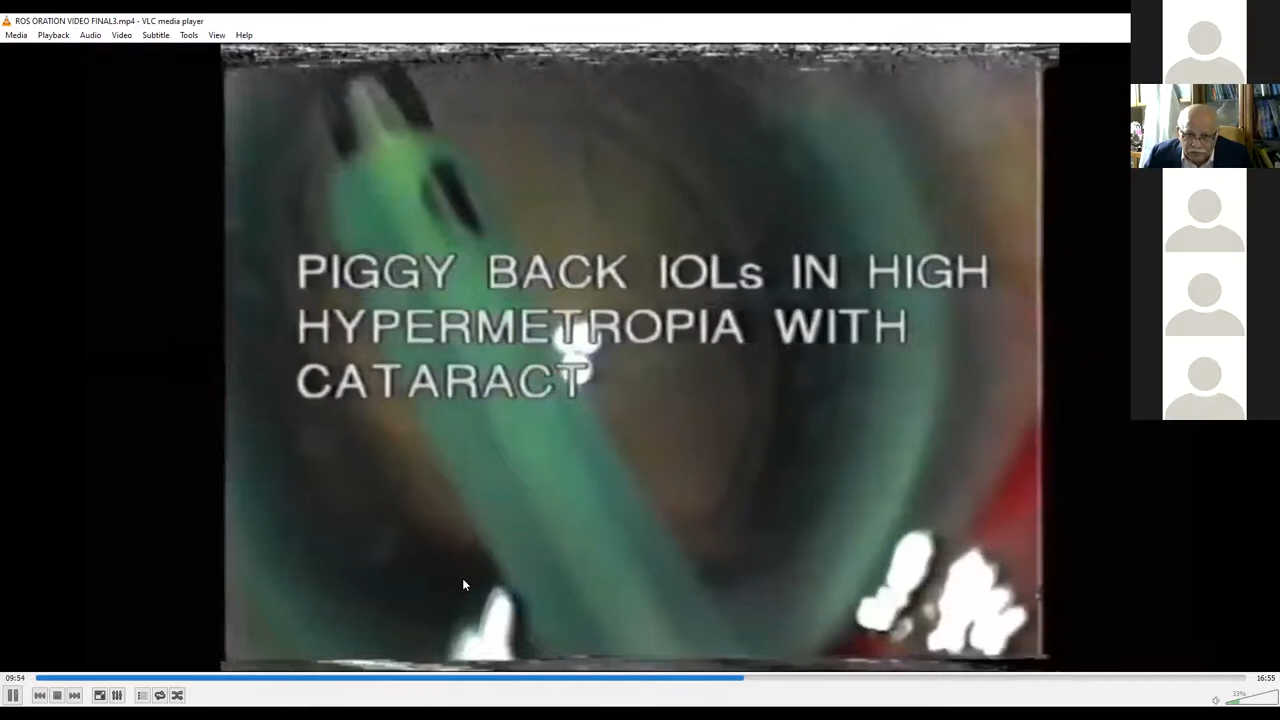 ROS ORATION VIDEO FINAL3.mp4 - VLC media player
Media Playback Audio Video Subtitle Tools View Help
PIGGY BACK IOLs IN HIGH
HYPERMETROPIA WITH
CATARACT
09:54
16:55
33%